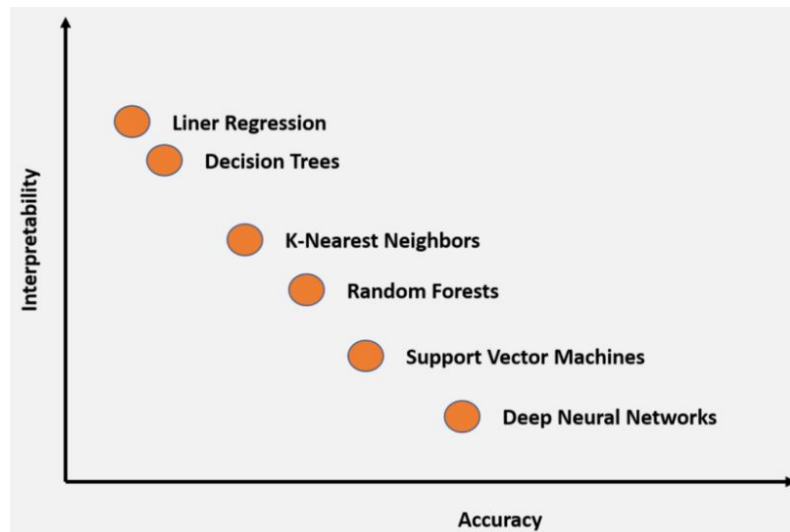 Liner Regression
Decision Trees
K-Nearest Neighbors
Random Forests
Support Vector Machines
Deep Neural Networks
Interpretability
Accuracy